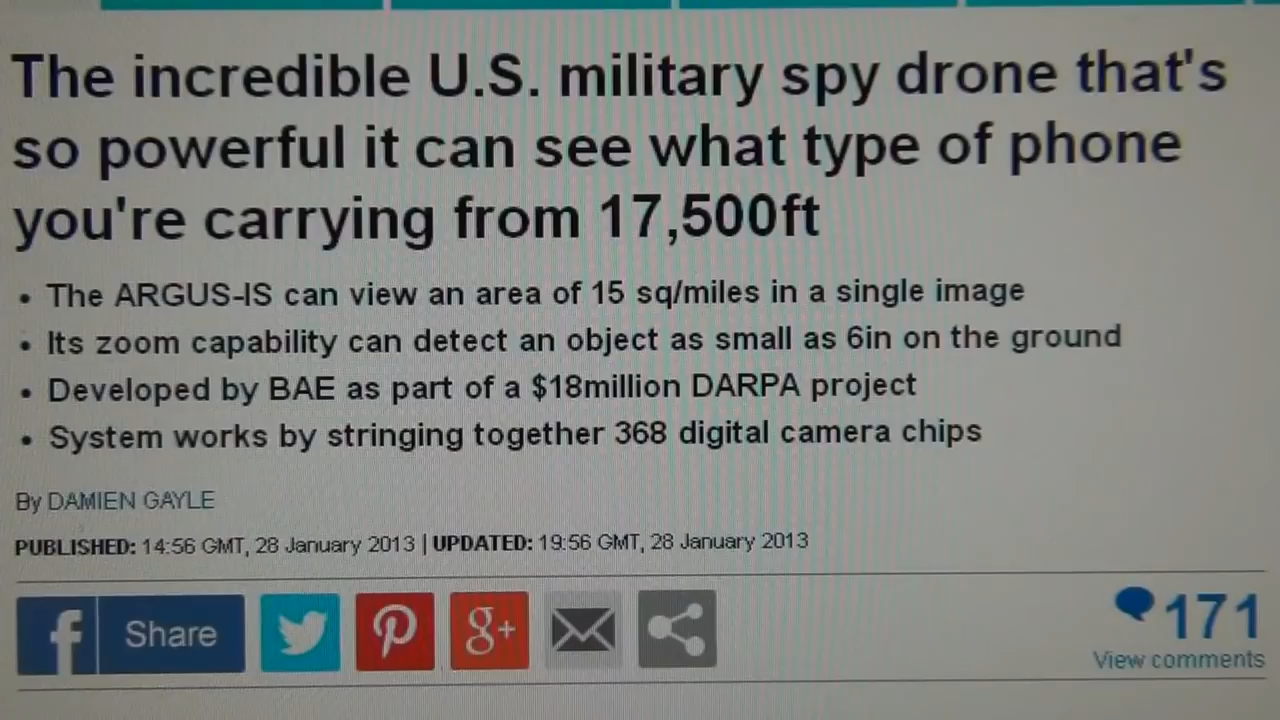 The incredible U.S. military spy drone that's
so powerful it can see what type of phone
you're carrying from 17,500ft
• The ARGUS-IS can view an area of 15 sq/miles in a single image
• Its zoom capability can detect an object as small as 6in on the ground
• Developed by BAE as part of a $18million DARPA project
• System works by stringing together 368 digital camera chips
By DAMIEN GAYLE
PUBLISHED: 14:56 GMT, 28 January 2013 | UPDATED: 19:56 GMT, 28 January 2013
f Share
g+
171
View comments